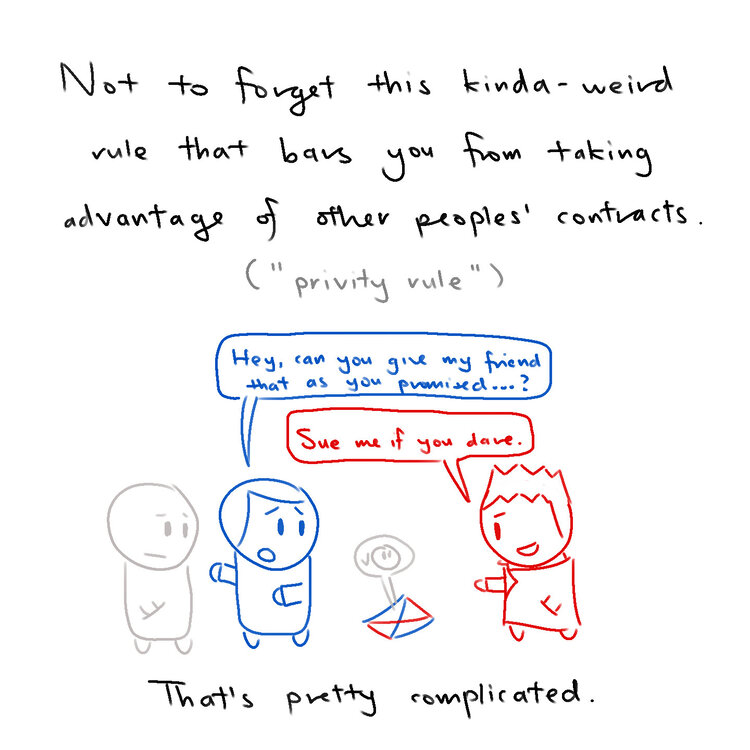 Not to forget this kinda-weird
rule that bars you from taking
advantage of other peoples' contracts.
("privity rule")
Hey, can you give my friend
that as you promised...?
Sue me if you dare.
That's pretty complicated.